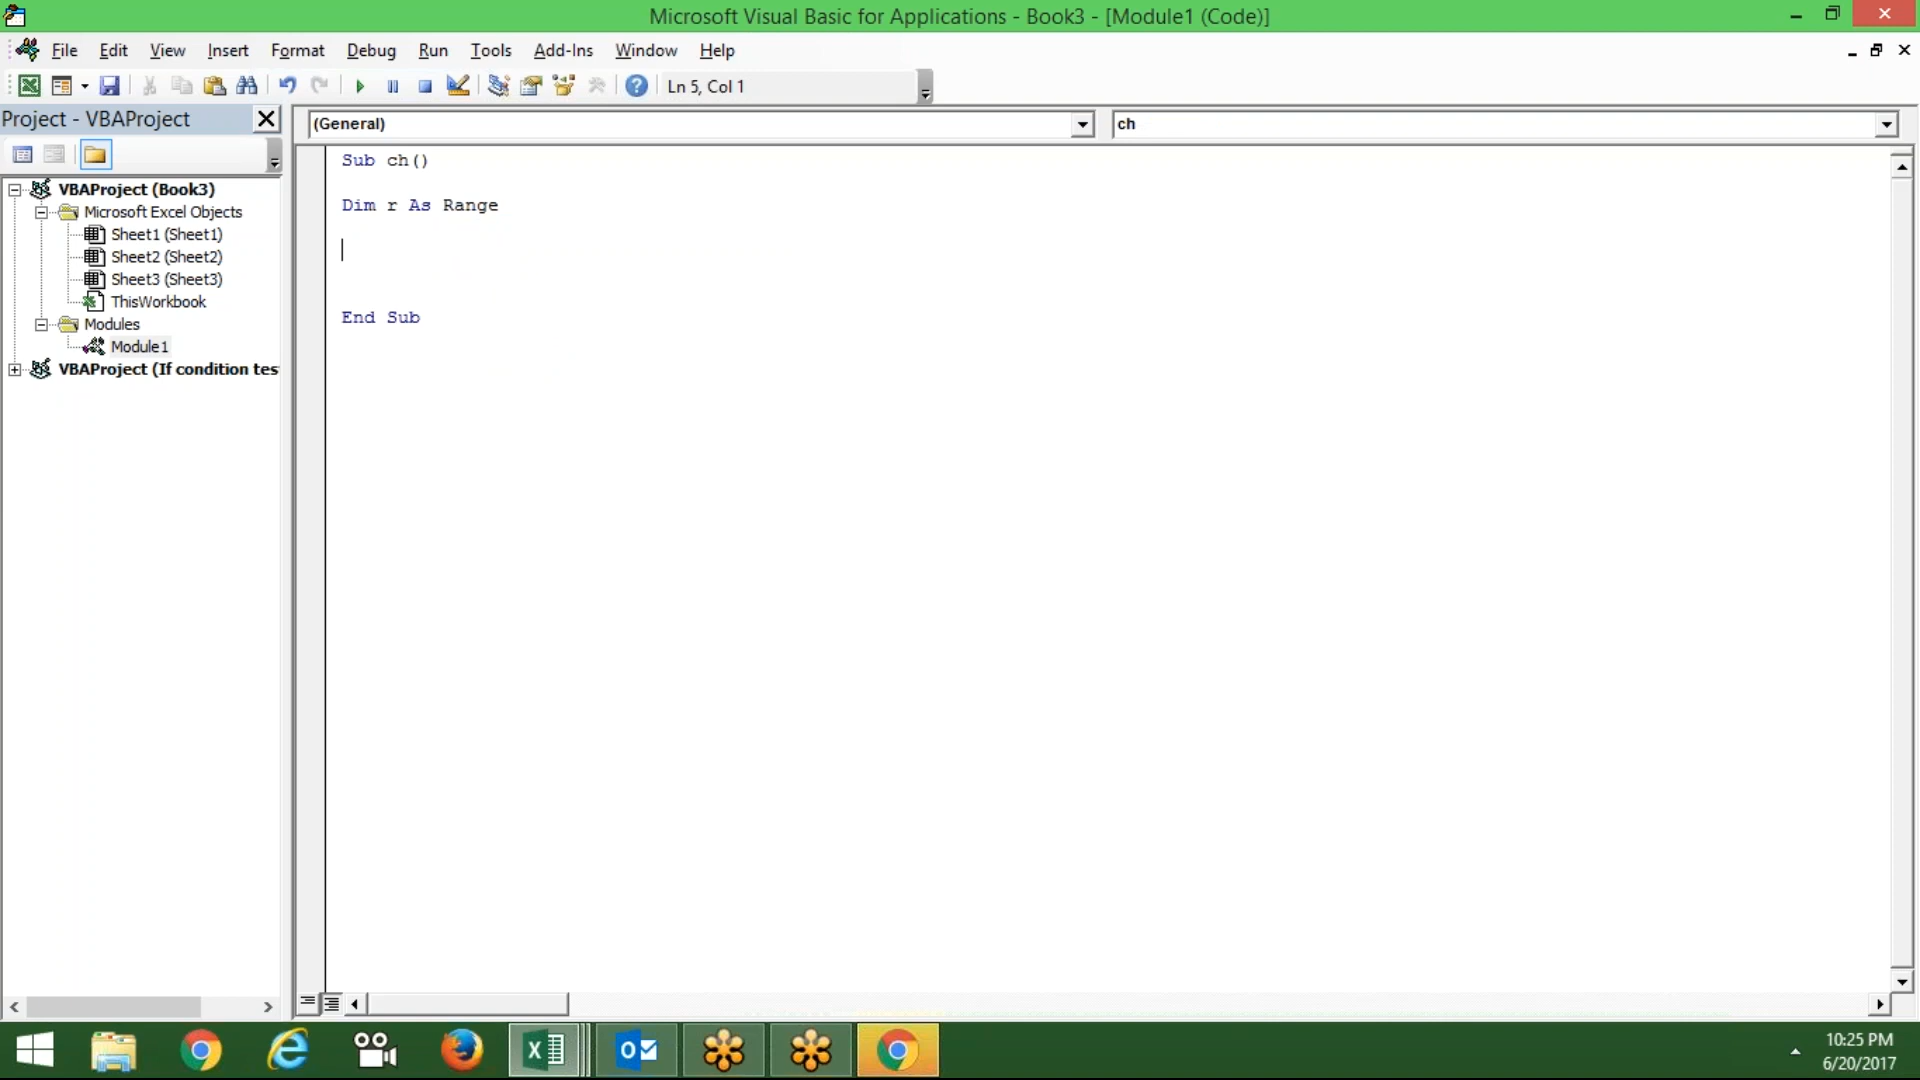 Microsoft Visual Basic for Applications - Book3 - [Module1 (Code)]
File Edit View Insert Format Debug Run Tools Add-Ins Window Help
Ln 5, Col 1
Project - VBAProject
(General)
ch
VBAProject (Book3)
Microsoft Excel Objects
Sheet1 (Sheet1)
Sheet2 (Sheet2)
Sheet3 (Sheet3)
ThisWorkbook
Modules
Module1
VBAProject (If condition tes
Sub ch()
Dim r As Range
End Sub
10:25 PM
6/20/2017